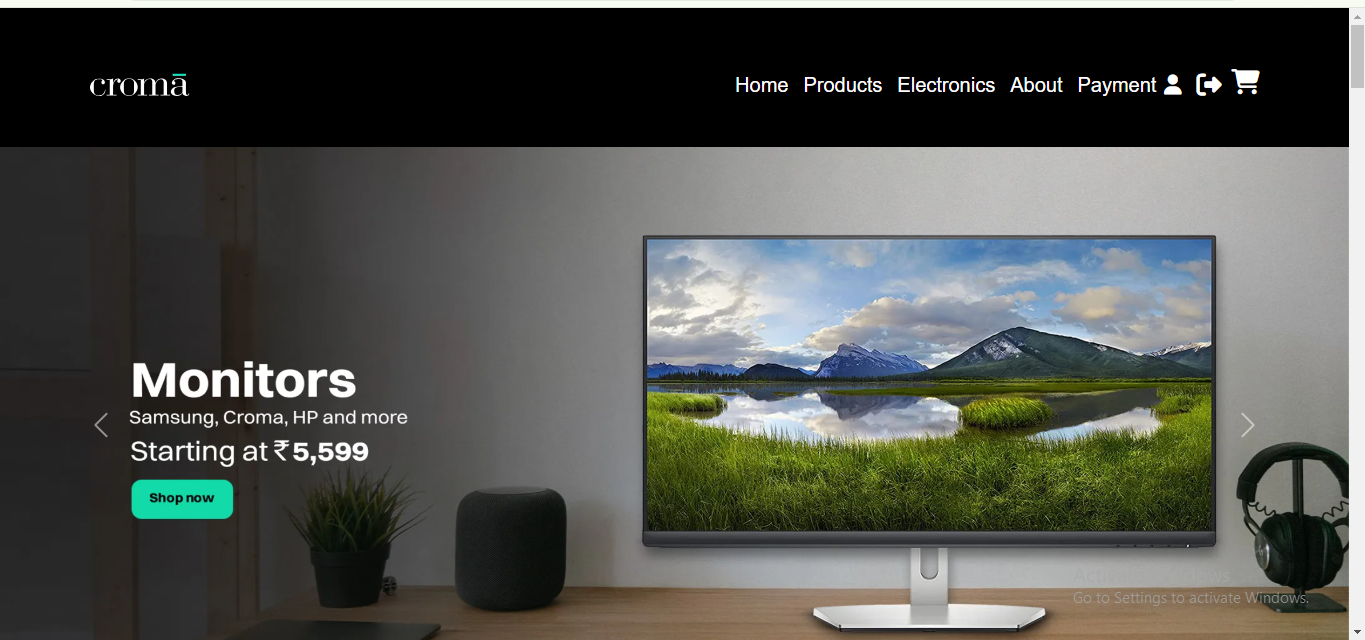 cromā
Home Products Electronics About Payment
Monitors
Samsung, Croma, HP and more
Starting at ₹5,599
Shop now
Activate Windows
Go to Settings to activate Windows.